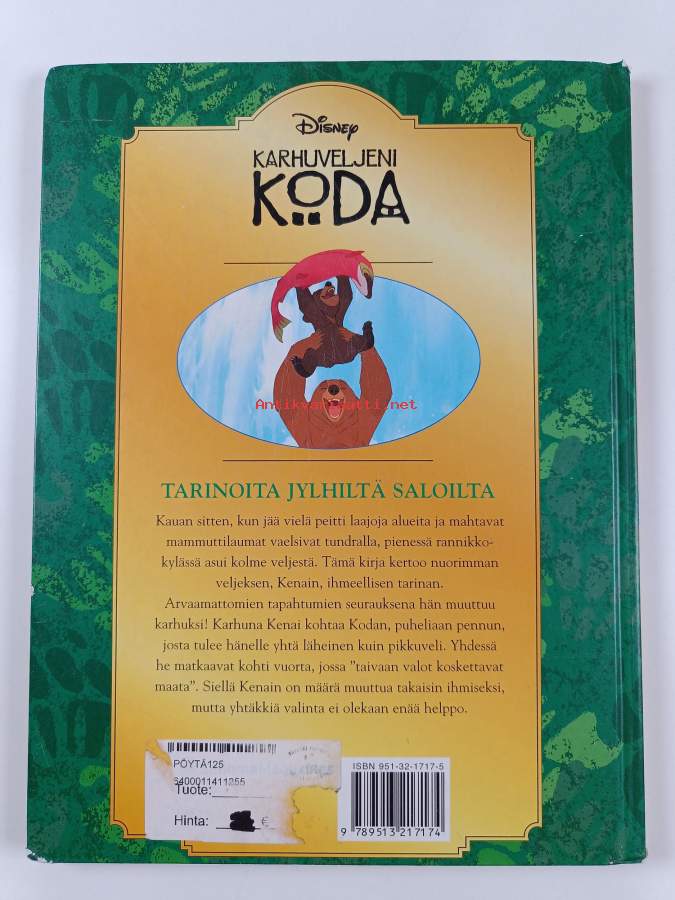 Disney
KARHUVELJENI
KODA
Antikvariaatti.net
TARINOITA JYLHILTÄ SALOILTA
Kauan sitten, kun jää vielä peitti laajoja alueita ja mahtavat
mammuttilaumat vaelsivat tundralla, pienessä rannikko-
kylässä asui kolme veljestä. Tämä kirja kertoo nuorimman
veljeksen, Kenain, ihmeellisen tarinan.
Arvaamattomien tapahtumien seurauksena hän muuttuu
karhuksi! Karhuna Kenai kohtaa Kodan, puheliaan pennun,
josta tulee hänelle yhtä läheinen kuin pikkuveli. Yhdessä
he matkaavat kohti vuorta, jossa ”taivaan valot koskettavat
maata”. Siellä Kenain on määrä muuttua takaisin ihmiseksi,
mutta yhtäkkiä valinta ei olekaan enää helppo.
PÖYTÄ125
6400011411255
Tuote:
Hinta: €
ISBN 951-32-1717-5
9 789513 217174